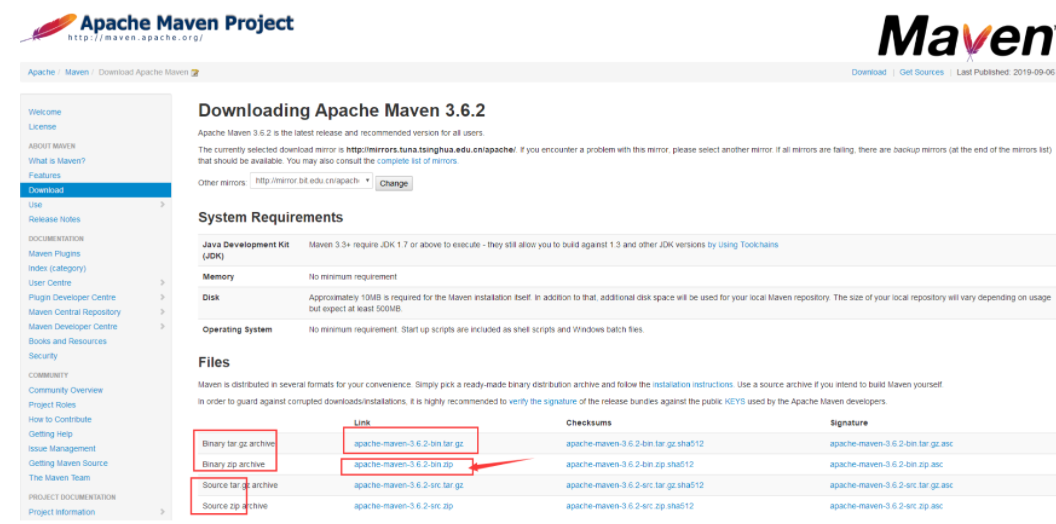 Apache Maven Project
http://maven.apache.org/
Maven
Apache / Maven / Download Apache Maven
Download | Get Sources | Last Published: 2019-09-06
Welcome
License
ABOUT MAVEN
What is Maven?
Features
Download
Use
Release Notes
DOCUMENTATION
Maven Plugins
Index (category)
User Centre
Plugin Developer Centre
Maven Central Repository
Maven Developer Centre
Books and Resources
Security
COMMUNITY
Community Overview
Project Roles
How to Contribute
Getting Help
Issue Management
Getting Maven Source
The Maven Team
PROJECT DOCUMENTATION
Project Information
Downloading Apache Maven 3.6.2
Apache Maven 3.6.2 is the latest release and recommended version for all users.
The currently selected download mirror is http://mirrors.tuna.tsinghua.edu.cn/apache/. If you encounter a problem with this mirror, please select another mirror. If all mirrors are failing, there are backup mirrors (at the end of the mirrors list)
that should be available. You may also consult the complete list of mirrors.
Other mirrors: http://mirror.bit.edu.cn/apach Change
System Requirements
Java Development Kit (JDK) Maven 3.3+ require JDK 1.7 or above to execute - they still allow you to build against 1.3 and other JDK versions by Using Toolchains
Memory No minimum requirement
Disk Approximately 10MB is required for the Maven installation itself. In addition to that, additional disk space will be used for your local Maven repository. The size of your local repository will vary depending on usage
but expect at least 500MB.
Operating System No minimum requirement. Start up scripts are included as shell scripts and Windows batch files.
Files
Maven is distributed in several formats for your convenience. Simply pick a ready-made binary distribution archive and follow the installation instructions. Use a source archive if you intend to build Maven yourself.
In order to guard against corrupted downloads/installations, it is highly recommended to verify the signature of the release bundles against the public KEYS used by the Apache Maven developers.
Link Checksums Signature
Binary tar.gz archive apache-maven-3.6.2-bin.tar.gz apache-maven-3.6.2-bin.tar.gz.sha512 apache-maven-3.6.2-bin.tar.gz.asc
Binary zip archive apache-maven-3.6.2-bin.zip apache-maven-3.6.2-bin.zip.sha512 apache-maven-3.6.2-bin.zip.asc
Source tar.gz archive apache-maven-3.6.2-src.tar.gz apache-maven-3.6.2-src.tar.gz.sha512 apache-maven-3.6.2-src.tar.gz.asc
Source zip archive apache-maven-3.6.2-src.zip apache-maven-3.6.2-src.zip.sha512 apache-maven-3.6.2-src.zip.asc